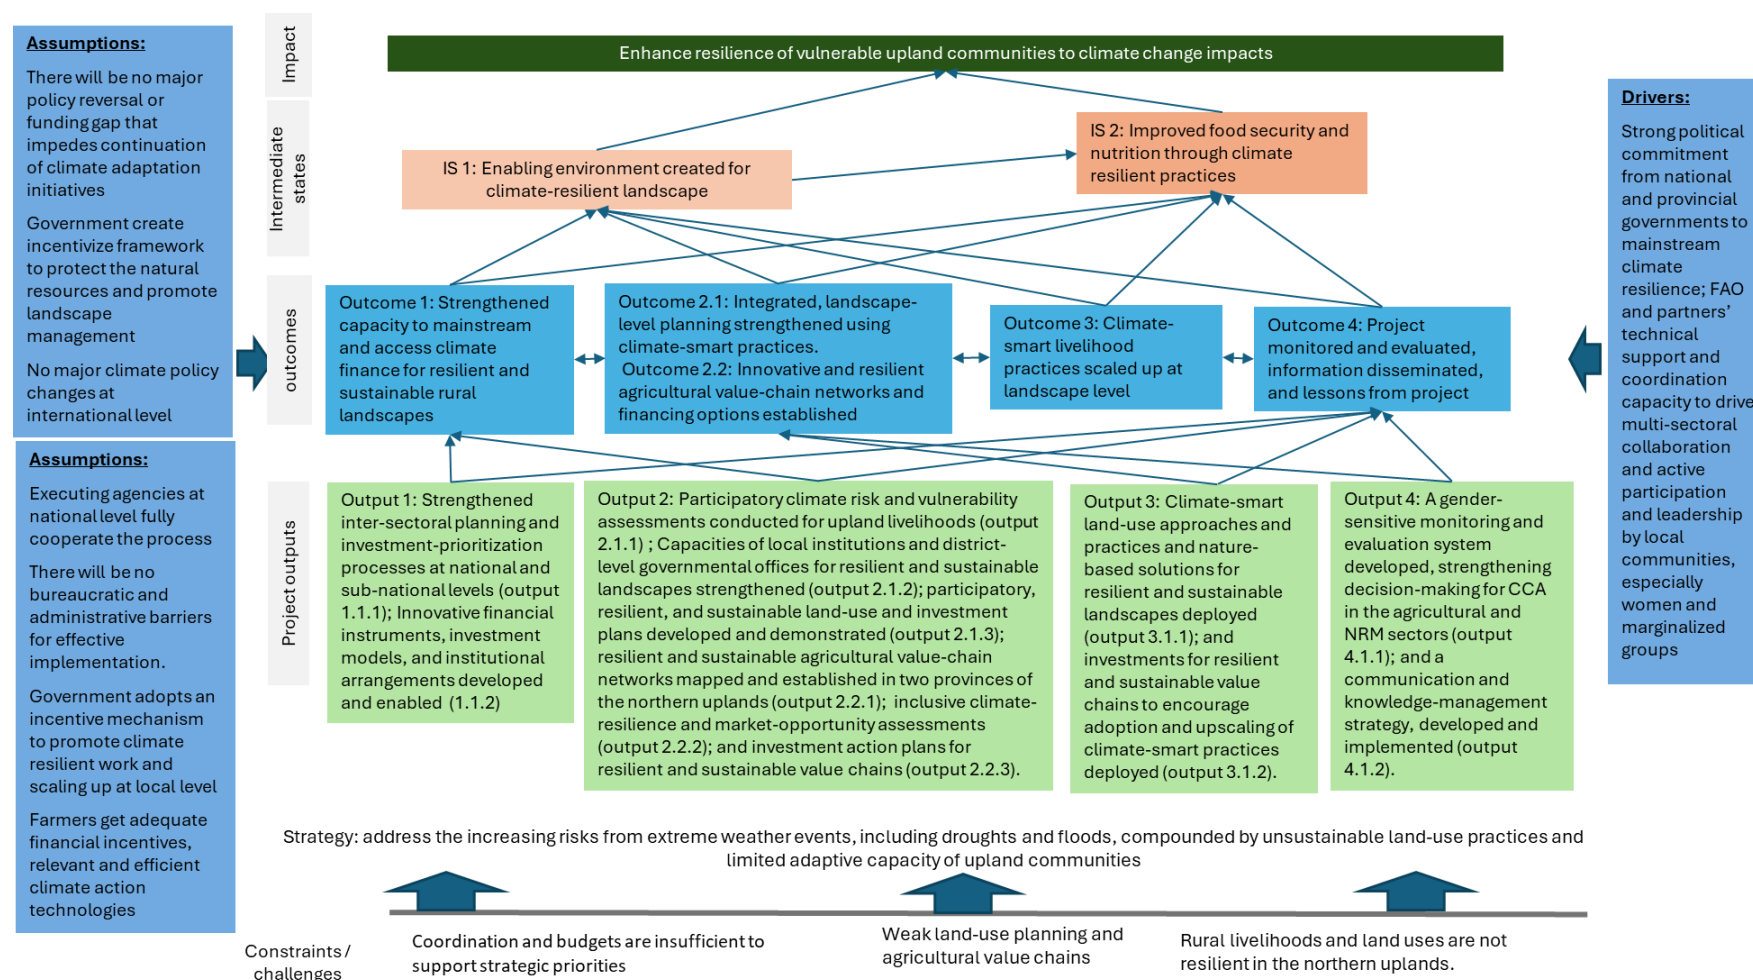 Assumptions:
There will be no major
policy reversal or
funding gap that
impedes continuation
of climate adaptation
initiatives
Government create
incentivize framework
to protect the natural
resources and promote
landscape
management
No major climate policy
changes at
international level
Assumptions:
Executing agencies at
national level fully
cooperate the process
There will be no
bureaucratic and
administrative barriers
for effective
implementation.
Government adopts an
incentive mechanism
to promote climate
resilient work and
scaling up at local level
Farmers get adequate
financial incentives,
relevant and efficient
climate action
technologies
Impact
Enhance resilience of vulnerable upland communities to climate change impacts
Intermediate
states
IS 1: Enabling environment created for
climate-resilient landscape
IS 2: Improved food security and
nutrition through climate
resilient practices
outcomes
Outcome 1: Strengthened
capacity to mainstream
and access climate
finance for resilient and
sustainable rural
landscapes
Outcome 2.1: Integrated, landscape-
level planning strengthened using
climate-smart practices.
Outcome 2.2: Innovative and resilient
agricultural value-chain networks and
financing options established
Outcome 3: Climate-
smart livelihood
practices scaled up at
landscape level
Outcome 4: Project
monitored and evaluated,
information disseminated,
and lessons from project
Project outputs
Output 1: Strengthened
inter-sectoral planning and
investment-prioritization
processes at national and
sub-national levels (output
1.1.1); Innovative financial
instruments, investment
models, and institutional
arrangements developed
and enabled (1.1.2)
Output 2: Participatory climate risk and vulnerability
assessments conducted for upland livelihoods (output
2.1.1) ; Capacities of local institutions and district-
level governmental offices for resilient and sustainable
landscapes strengthened (output 2.1.2); participatory,
resilient, and sustainable land-use and investment
plans developed and demonstrated (output 2.1.3);
resilient and sustainable agricultural value-chain
networks mapped and established in two provinces of
the northern uplands (output 2.2.1); inclusive climate-
resilience and market-opportunity assessments
(output 2.2.2); and investment action plans for
resilient and sustainable value chains (output 2.2.3).
Output 3: Climate-smart
land-use approaches and
practices and nature-
based solutions for
resilient and sustainable
landscapes deployed
(output 3.1.1); and
investments for resilient
and sustainable value
chains to encourage
adoption and upscaling of
climate-smart practices
deployed (output 3.1.2).
Output 4: A gender-
sensitive monitoring and
evaluation system
developed, strengthening
decision-making for CCA
in the agricultural and
NRM sectors (output
4.1.1); and a
communication and
knowledge-management
strategy, developed and
implemented (output
4.1.2).
Drivers:
Strong political
commitment
from national
and provincial
governments to
mainstream
climate
resilience; FAO
and partners’
technical
support and
coordination
capacity to drive
multi-sectoral
collaboration
and active
participation
and leadership
by local
communities,
especially
women and
marginalized
groups
Strategy: address the increasing risks from extreme weather events, including droughts and floods, compounded by unsustainable land-use practices and
limited adaptive capacity of upland communities
Constraints /
challenges
Coordination and budgets are insufficient to
support strategic priorities
Weak land-use planning and
agricultural value chains
Rural livelihoods and land uses are not
resilient in the northern uplands.